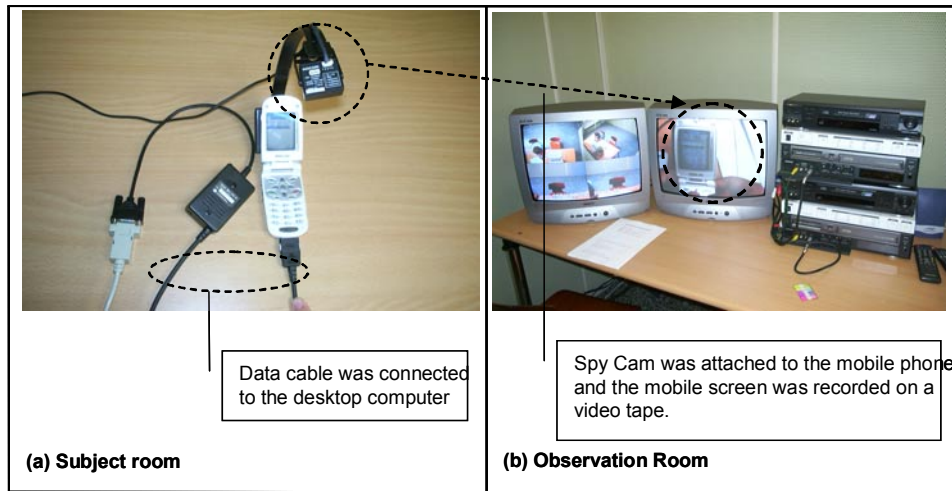 Data cable was connected
to the desktop computer
(a) Subject room
Spy Cam was attached to the mobile phone
and the mobile screen was recorded on a
video tape.
(b) Observation Room